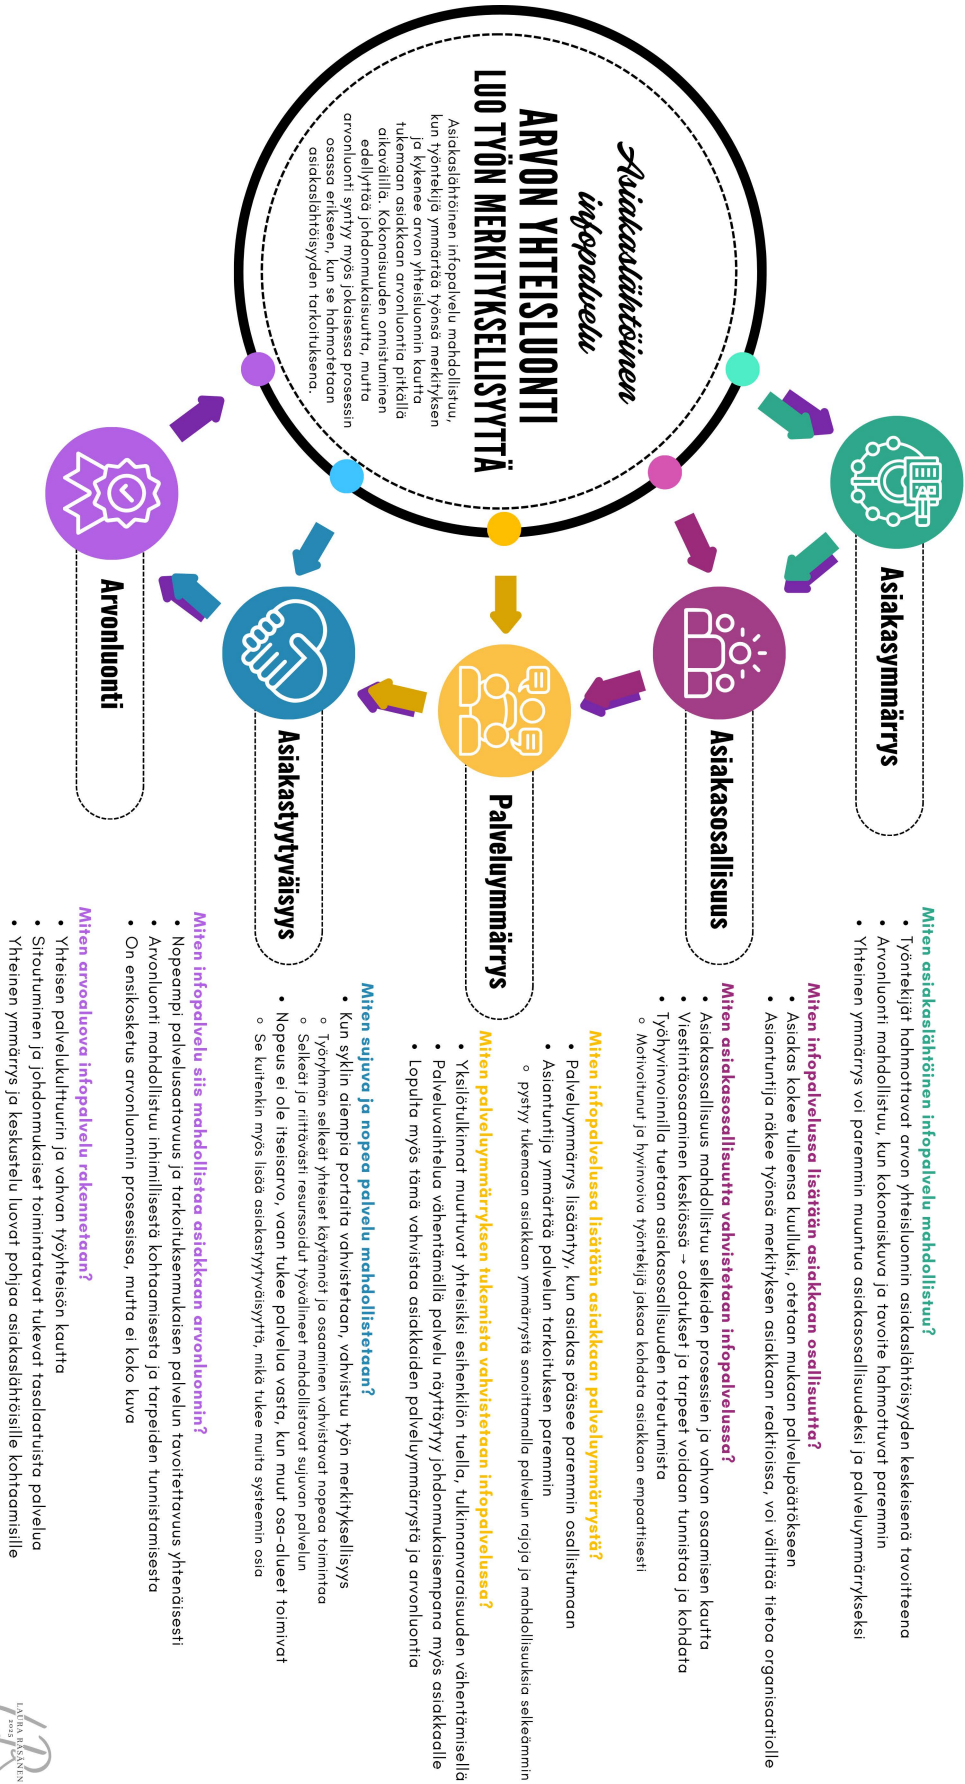 Asiakaslähtöinen
infopalvelu
ARVON YHTEISLUONTI
LUO TYÖN MERKITYKSELLISYYTTÄ
Asiakaslähtöinen infopalvelu mahdollistuu,
kun työntekijä ymmärtää työnsä merkityksen
ja kykenee arvon yhteisluonnin kautta
tukemaan asiakkaan arvonluontia pitkällä
aikavälillä. Kokonaisuuden onnistuminen
edellyttää johdonmukaisuutta, mutta
arvonluonti syntyy myös jokaisessa prosessin
osassa erikseen, kun se hahmotetaan
asiakaslähtöisyyden tarkoituksena.
Asiakasymmärrys
Miten asiakaslähtöinen infopalvelu mahdollistuu?
• Työntekijät hahmottavat arvon yhteisluonnin asiakaslähtöisyyden keskeisenä tavoitteena
• Arvonluonti mahdollistuu, kun kokonaiskuva ja tavoite hahmottuvat paremmin
• Yhteinen ymmärrys voi paremmin muuntua asiakasosallisuudeksi ja palveluymmärrykseksi
Asiakasosallisuus
Miten infopalvelussa lisätään asiakkaan osallisuutta?
• Asiakas kokee tulleensa kuulluksi, otetaan mukaan palvelupäätökseen
• Asiantuntija näkee työnsä merkityksen asiakkaan reaktioissa, voi välittää tietoa organisaatiolle
Miten asiakasosallisuutta vahvistetaan infopalvelussa?
• Asiakasosallisuus mahdollistuu selkeiden prosessien ja vahvan osaamisen kautta
• Viestintäosaaminen keskiössä → odotukset ja tarpeet voidaan tunnistaa ja kohdata
• Työhyvinvoinnilla tuetaan asiakasosallisuuden toteutumista
◦ Motivoitunut ja hyvinvoiva työntekijä jaksaa kohdata asiakkaan empaattisesti
Palveluymmärrys
Miten infopalvelussa lisätään asiakkaan palveluymmärrystä?
• Palveluymmärrys lisääntyy, kun asiakas pääsee paremmin osallistumaan
• Asiantuntija ymmärtää palvelun tarkoituksen paremmin
◦ pystyy tukemaan asiakkaan ymmärrystä sanoittamalla palvelun rajoja ja mahdollisuuksia selkeämmin
Miten palveluymmärryksen tukemista vahvistetaan infopalvelussa?
• Yksilötulkinnat muuttuvat yhteisiksi esihenkilön tuella, tulkinnanvaraisuuden vähentämisellä
• Palveluvaihtelua vähentämällä palvelu näyttäytyy johdonmukaisempana myös asiakkaalle
• Lopulta myös tämä vahvistaa asiakkaiden palveluymmärrystä ja arvonluontia
Asiakastyytyväisyys
Miten sujuva ja nopea palvelu mahdollistetaan?
• Kun syklin aiempia portaita vahvistetaan, vahvistuu työn merkityksellisyys
◦ Työryhmän selkeät yhteiset käytännöt ja osaaminen vahvistavat nopeaa toimintaa
◦ Selkeät ja riittävästi resurssoidut työvälineet mahdollistavat sujuvan palvelun
• Nopeus ei ole itseisarvo, vaan tukee palvelua vasta, kun muut osa-alueet toimivat
◦ Se kuitenkin myös lisää asiakastyytyväisyyttä, mikä tukee muita systeemin osia
Arvonluonti
Miten infopalvelu siis mahdollistaa asiakkaan arvonluonnin?
• Nopeampi palvelusaatavuus ja tarkoituksenmukaisen palvelun tavoitettavuus yhtenäisesti
• Arvonluonti mahdollistuu inhimillisestä kohtaamisesta ja tarpeiden tunnistamisesta
• On ensikosketus arvonluonnin prosessissa, mutta ei koko kuva
Miten arvoaluova infopalvelu rakennetaan?
• Yhteisen palvelukulttuurin ja vahvan työyhteisön kautta
• Sitoutuminen ja johdonmukaiset toimintatavat tukevat tasalaatuista palvelua
• Yhteinen ymmärrys ja keskustelu luovat pohjaa asiakaslähtöisille kohtaamisille
LAURA RÄSÄNEN
2025